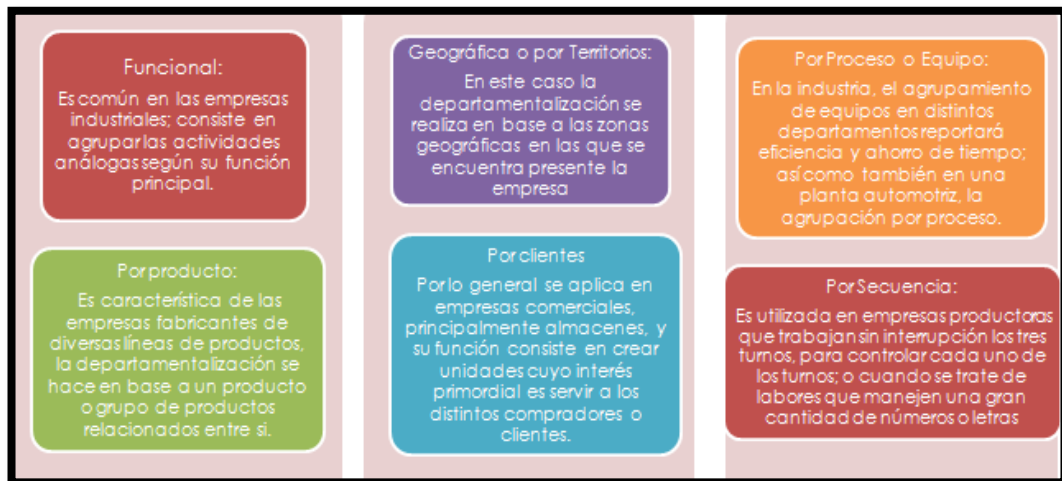 Funcional:
Es común en las empresas
industriales; consiste en
agrupar las actividades
análogas según su función
principal.
Por producto:
Es característica de las
empresas fabricantes de
diversas líneas de productos,
la departamentalización se
hace en base a un producto
o grupo de productos
relacionados entre si.
Geográfica o por Territorios:
En este caso la
departamentalización se
realiza en base a las zonas
geográficas en las que se
encuentra presente la
empresa
Por clientes
Por lo general se aplica en
empresas comerciales,
principalmente almacenes, y
su función consiste en crear
unidades cuyo interés
primordial es servir a los
distintos compradores o
clientes.
Por Proceso o Equipo:
En la industria, el agrupamiento
de equipos en distintos
departamentos reportará
eficiencia y ahorro de tiempo;
así como también en una
planta automotriz, la
agrupación por proceso.
Por Secuencia:
Es utilizada en empresas productoras
que trabajan sin interrupción los tres
turnos, para controlar cada uno de
los turnos; o cuando se trate de
labores que manejen una gran
cantidad de números o letras